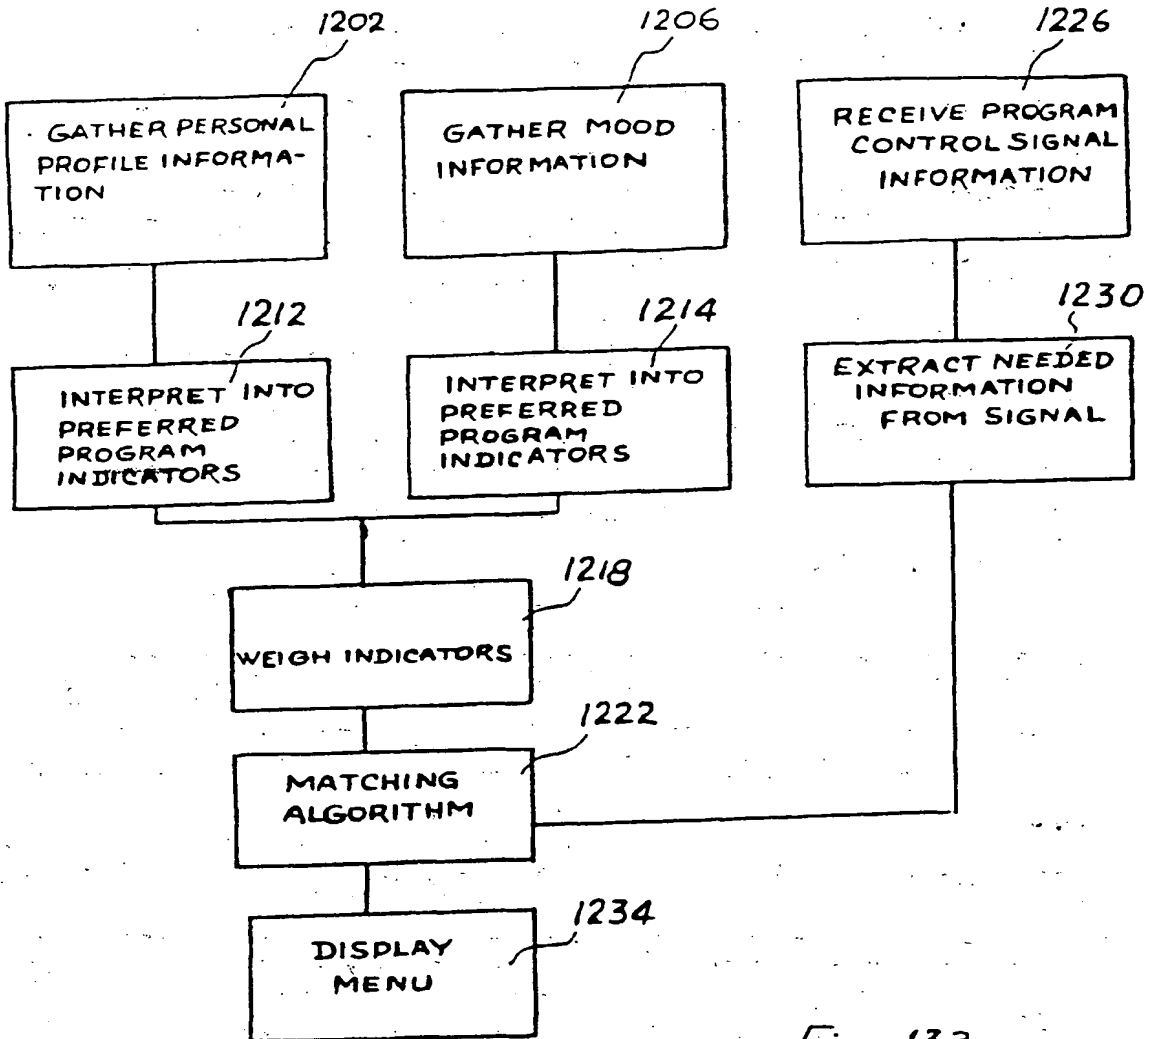 1202
GATHER PERSONAL
PROFILE INFORMA-
TION
1206
GATHER MOOD
INFORMATION
1226
RECEIVE PROGRAM
CONTROL SIGNAL
INFORMATION
1212
INTERPRET INTO
PREFERRED
PROGRAM
INDICATORS
1214
INTERPRET INTO
PREFERRED
PROGRAM
INDICATORS
1230
EXTRACT NEEDED
INFORMATION
FROM SIGNAL
1218
WEIGH INDICATORS
1222
MATCHING
ALGORITHM
1234
DISPLAY
MENU